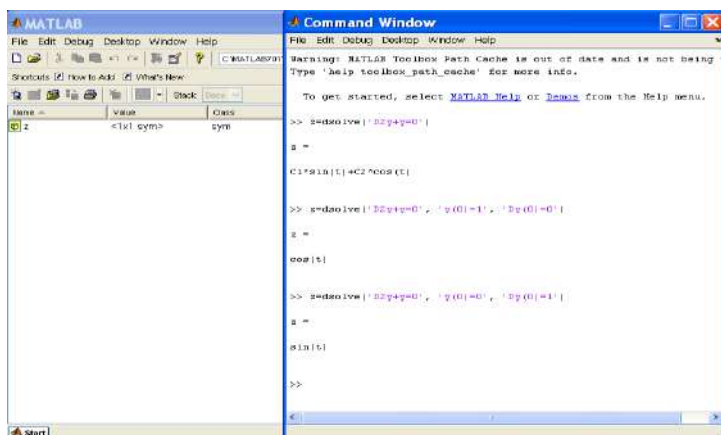 MATLAB
File Edit Debug Desktop Window Help
C:\MATLAB701
Shortcuts How to Add What's New
Stack
Name Value Class
z <1x1 sym> sym
Start
Command Window
File Edit Debug Desktop Window Help
Warning: MATLAB Toolbox Path Cache is out of date and is not being
Type 'help toolbox_path_cache' for more info.
To get started, select MATLAB Help or Demos from the Help menu.
>> z=dsolve('D2y+y=0')
z =
C1*sin(t)+C2*cos(t)
>> z=dsolve('D2y+y=0', 'y(0)=1', 'Dy(0)=0')
z =
cos(t)
>> z=dsolve('D2y+y=0', 'y(0)=0', 'Dy(0)=1')
z =
sin(t)
>>